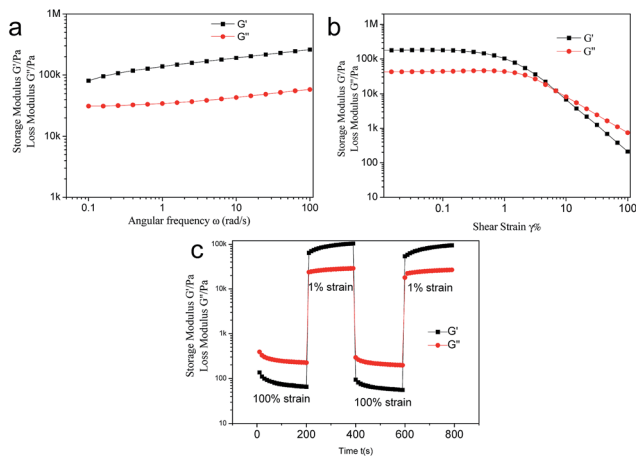 a
Storage Modulus G'/Pa
Loss Modulus G''/Pa
1M
100k
10k
1k
G'
G''
0.1
1
10
100
Angular frequency ω (rad/s)
b
Storage Modulus G'/Pa
Loss Modulus G''/Pa
1M
100k
10k
1k
100
10
G'
G''
0.1
1
10
100
Shear Strain γ%
c
Storage Modulus G'/Pa
Loss Modulus G''/Pa
100k
10k
1k
100
10
1% strain
1% strain
G'
G''
100% strain
100% strain
0
200
400
600
800
Time t(s)